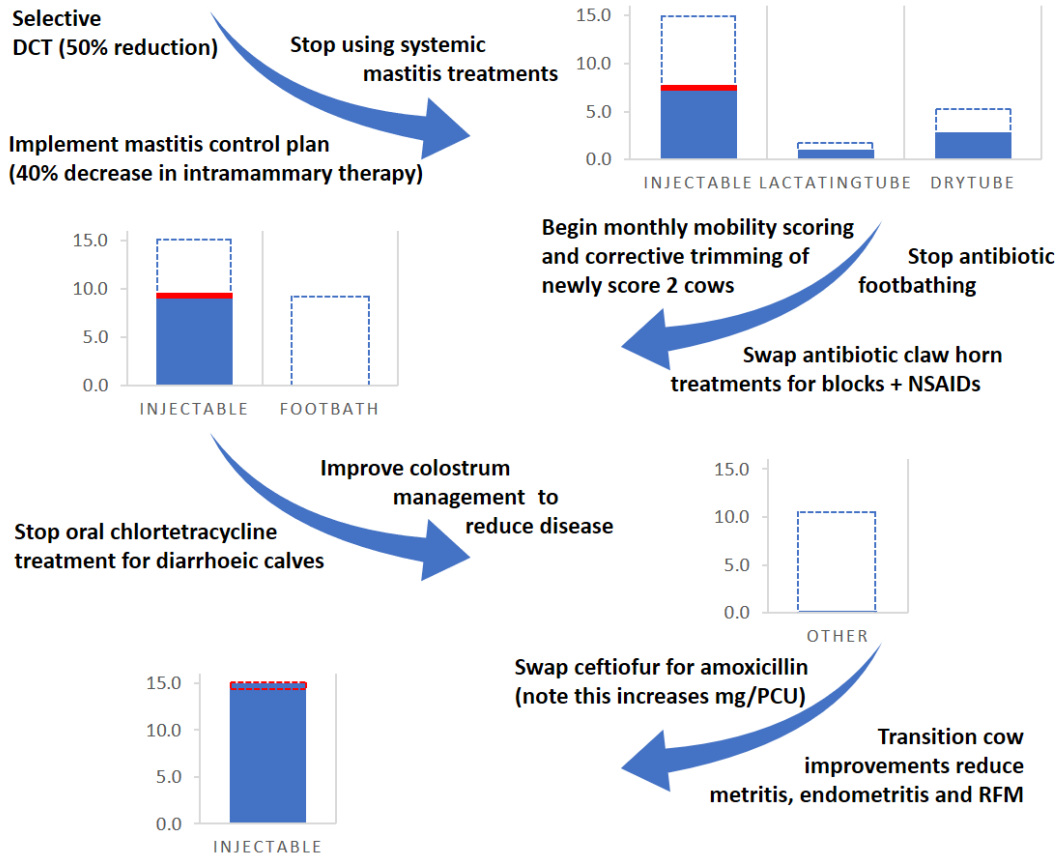 Selective
DCT (50% reduction)
Stop using systemic
mastitis treatments
Implement mastitis control plan
(40% decrease in intramammary therapy)
15.0
10.0
5.0
0.0
INJECTABLE LACTATINGTUBE DRYTUBE
Begin monthly mobility scoring
and corrective trimming of
newly score 2 cows
Stop antibiotic
footbathing
Swap antibiotic claw horn
treatments for blocks + NSAIDs
15.0
10.0
5.0
0.0
INJECTABLE FOOTBATH
Improve colostrum
management to
reduce disease
Stop oral chlortetracycline
treatment for diarrhoeic calves
15.0
10.0
5.0
0.0
OTHER
Swap ceftiofur for amoxicillin
(note this increases mg/PCU)
Transition cow
improvements reduce
metritis, endometritis and RFM
15.0
10.0
5.0
0.0
INJECTABLE